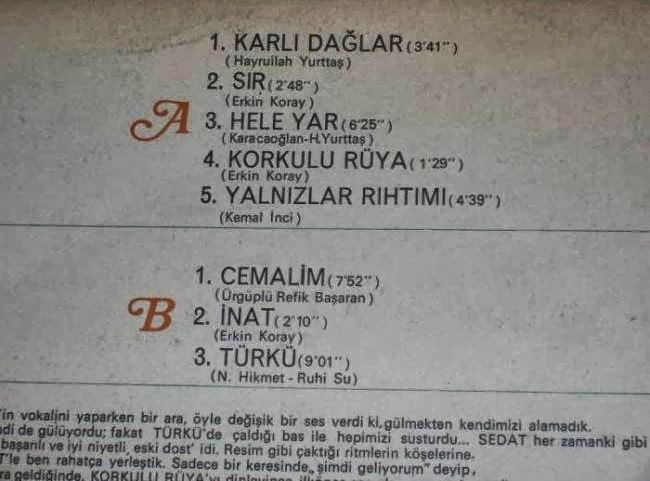 1. KARLI DAĞLAR (3'41")
(Hayrullah Yurttaş)
2. SIR (2'48")
(Erkin Koray)
A
3. HELE YAR (6'25")
(Karacaoğlan-H.Yurttaş)
4. KORKULU RÜYA (1'29")
(Erkin Koray)
5. YALNIZLAR RIHTIMI (4'39")
(Kemal İnci)
1. CEMALİM (7'52")
(Ürgüplü Refik Başaran)
B
2. İNAT (2'10")
(Erkin Koray)
3. TÜRKÜ (9'01")
(N. Hikmet - Ruhi Su)
'in vokalini yaparken bir ara, öyle değişik bir ses verdi ki, gülmekten kendimizi alamadık.
di de gülüyordu; fakat TÜRKÜ'de çaldığı bas ile hepimizi susturdu... SEDAT her zamanki gibi
başarılı ve iyi niyetli „eski dost' idi. Resim gibi çaktığı ritmlerin köşelerine,
T'le ben rahatça yerleştik. Sadece bir keresinde „şimdi geliyorum" deyip,
ra geldiğinde, KORKULU RÜYA'yı